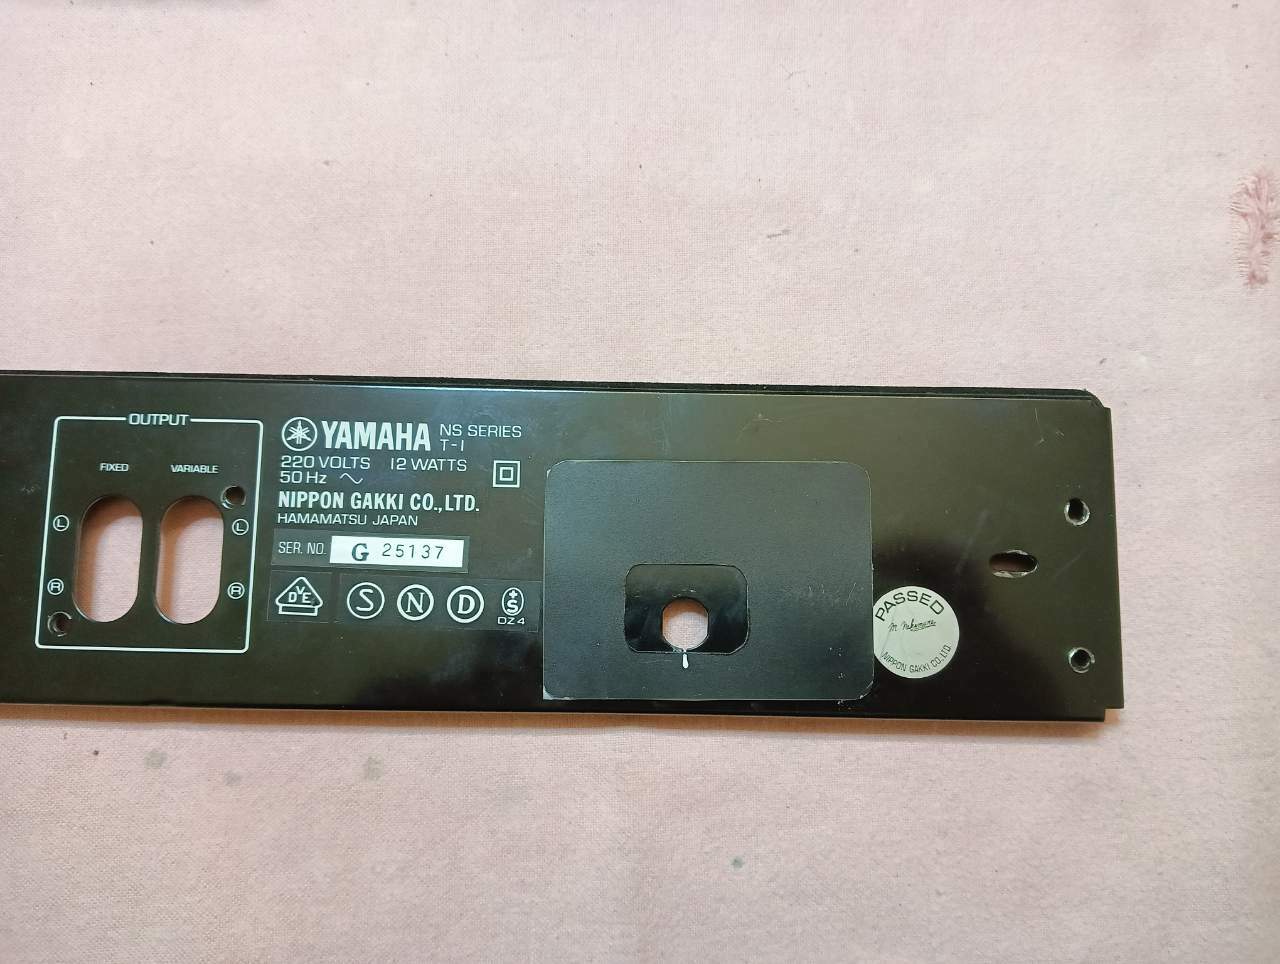 OUTPUT
FIXED VARIABLE
L L
R R
YAMAHA NS SERIES
T-1
220 VOLTS 12 WATTS
50 Hz ~
NIPPON GAKKI CO., LTD.
HAMAMATSU JAPAN
SER. NO. G 25137
DVE S N D +S
DZ4
PASSED
NIPPON GAKKI CO., LTD.